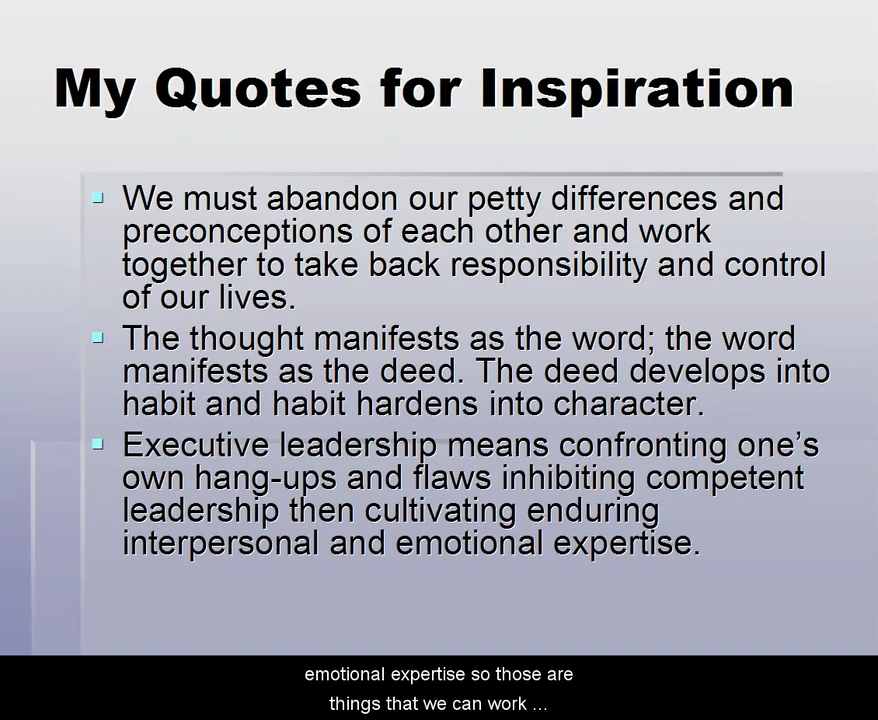 My Quotes for Inspiration
We must abandon our petty differences and
preconceptions of each other and work
together to take back responsibility and control
of our lives.
The thought manifests as the word; the word
manifests as the deed. The deed develops into
habit and habit hardens into character.
Executive leadership means confronting one’s
own hang-ups and flaws inhibiting competent
leadership then cultivating enduring
interpersonal and emotional expertise.
emotional expertise so those are
things that we can work ...